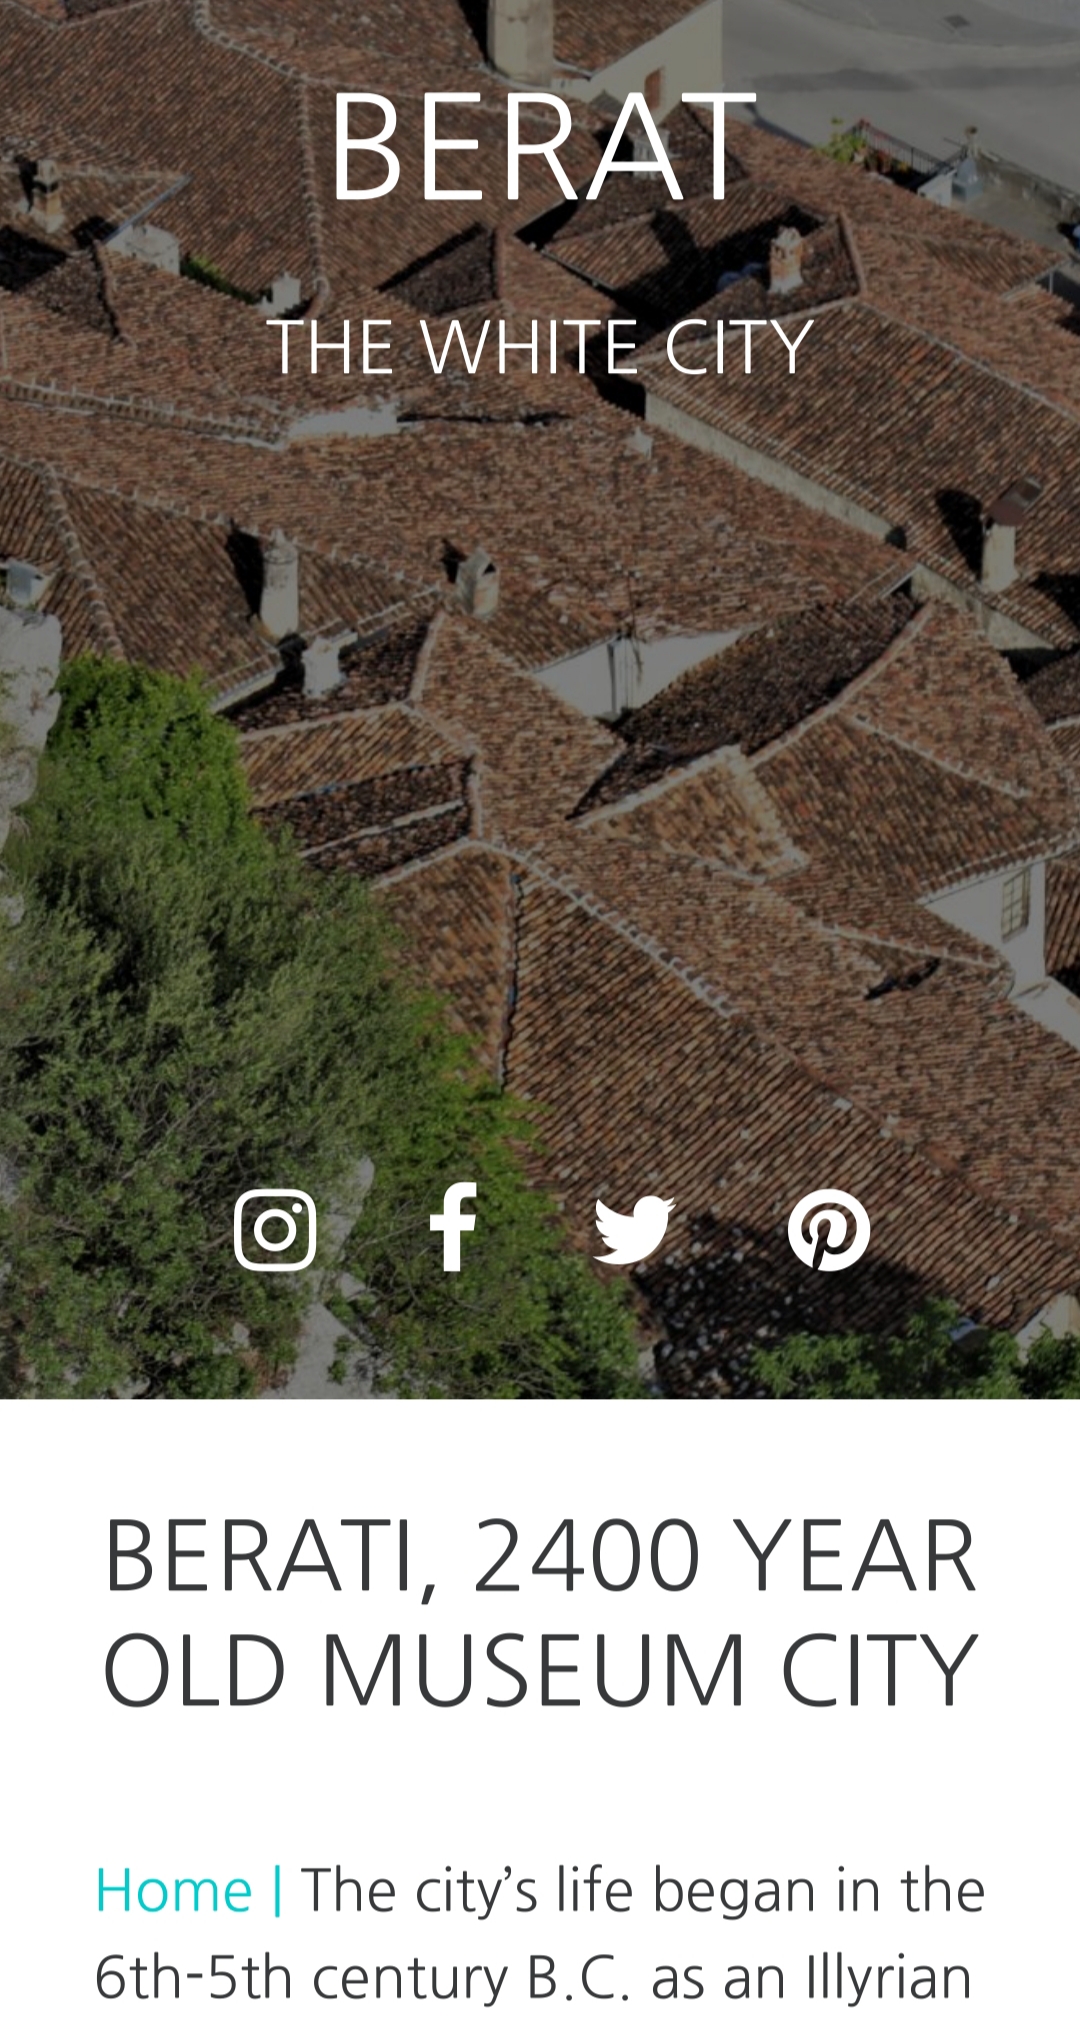 BERAT
THE WHITE CITY
BERATI, 2400 YEAR
OLD MUSEUM CITY
Home | The city’s life began in the
6th-5th century B.C. as an Illyrian